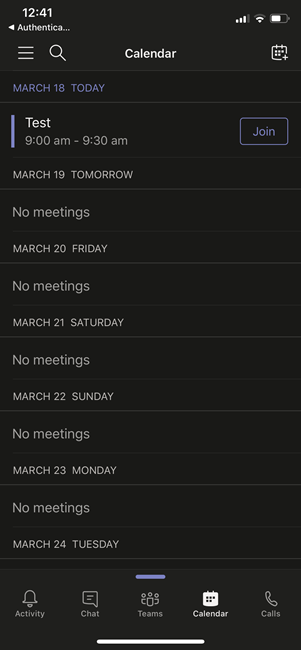 12:41
◀ Authentica...
Calendar
MARCH 18 TODAY
Test
9:00 am - 9:30 am
Join
MARCH 19 TOMORROW
No meetings
MARCH 20 FRIDAY
No meetings
MARCH 21 SATURDAY
No meetings
MARCH 22 SUNDAY
No meetings
MARCH 23 MONDAY
No meetings
MARCH 24 TUESDAY
Activity
Chat
Teams
Calendar
Calls